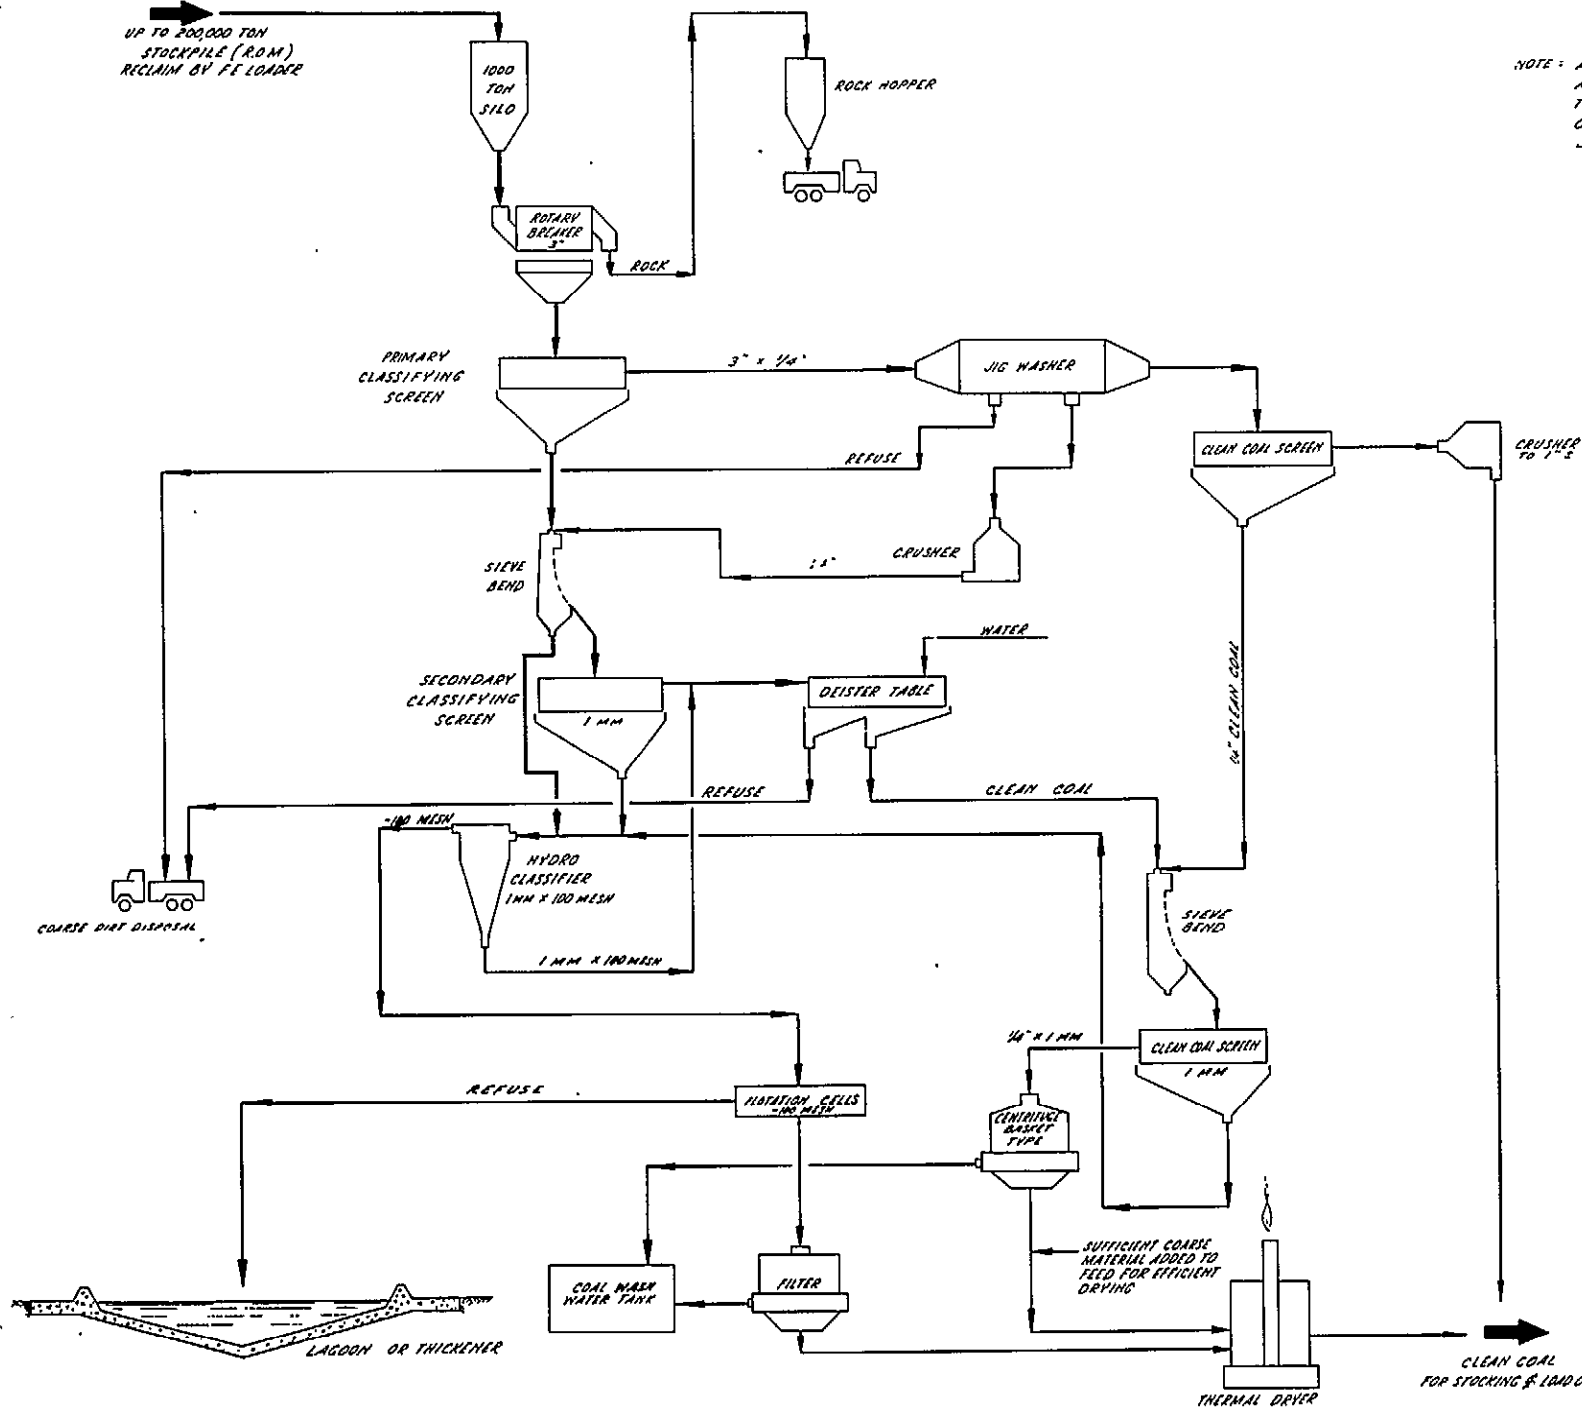 UP TO 200,000 TON
STOCKPILE (R.O.M)
RECLAIM BY F E LOADER
1000
TON
SILO
ROCK HOPPER
NOTE :
ROTARY
BREAKER
3"
ROCK
PRIMARY
CLASSIFYING
SCREEN
3" x 1/4"
JIG WASHER
CLEAN COAL SCREEN
CRUSHER
TO 1"S
REFUSE
SIEVE
BEND
CRUSHER
WATER
SECONDARY
CLASSIFYING
SCREEN
1 MM
DEISTER TABLE
CLEAN COAL
REFUSE
CLEAN COAL
-100 MESH
HYDRO
CLASSIFIER
1MM X 100 MESH
COARSE DIRT DISPOSAL
SIEVE
BEND
1 MM X 100 MESH
1/4" x 1 MM
CLEAN COAL SCREEN
1 MM
REFUSE
FLOTATION CELLS
-100 MESH
CENTRIFUGE
BASKET
TYPE
SUFFICIENT COARSE
MATERIAL ADDED TO
FEED FOR EFFICIENT
DRYING
COAL WASH
WATER TANK
FILTER
LAGOON OR THICKENER
THERMAL DRYER
CLEAN COAL
FOR STOCKING &